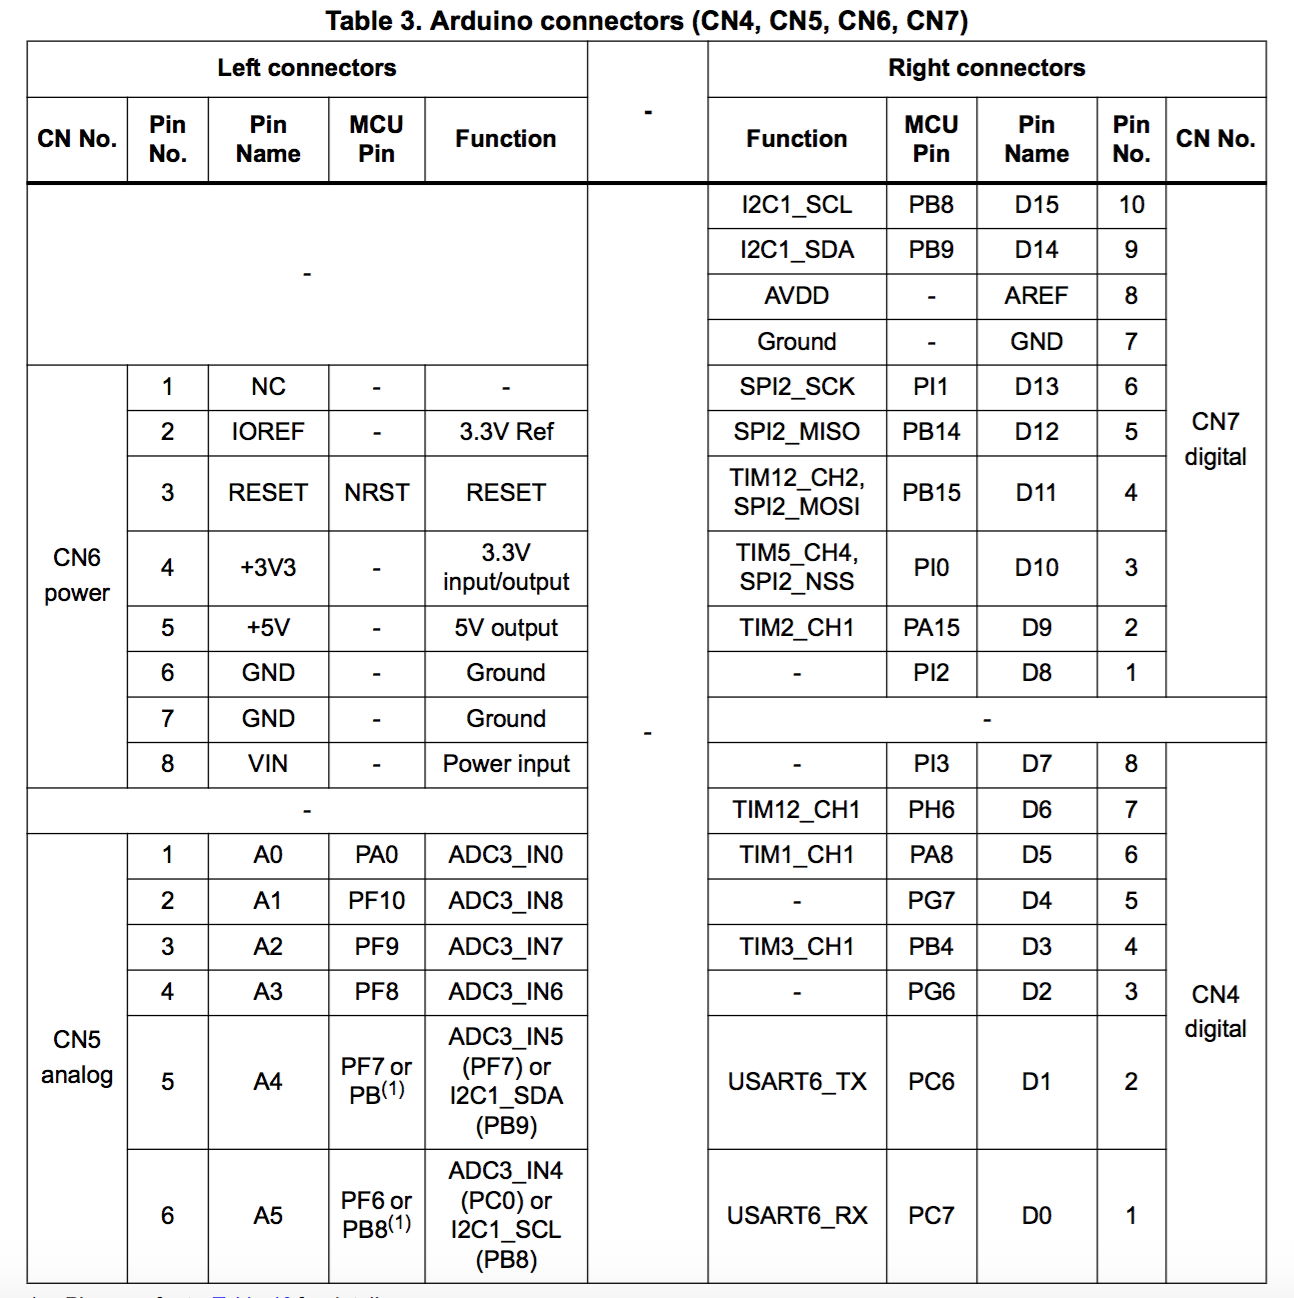 Table 3. Arduino connectors (CN4, CN5, CN6, CN7)
Left connectors - Right connectors
CN No. Pin No. Pin Name MCU Pin Function Function MCU Pin Pin Name Pin No. CN No.
- - I2C1_SCL PB8 D15 10 CN7 digital
I2C1_SDA PB9 D14 9
AVDD - AREF 8
Ground - GND 7
CN6 power 1 NC - - SPI2_SCK PI1 D13 6
2 IOREF - 3.3V Ref SPI2_MISO PB14 D12 5
3 RESET NRST RESET TIM12_CH2, SPI2_MOSI PB15 D11 4
4 +3V3 - 3.3V input/output TIM5_CH4, SPI2_NSS PI0 D10 3
5 +5V - 5V output TIM2_CH1 PA15 D9 2
6 GND - Ground - PI2 D8 1
7 GND - Ground -
8 VIN - Power input - PI3 D7 8 CN4 digital
- TIM12_CH1 PH6 D6 7
CN5 analog 1 A0 PA0 ADC3_IN0 TIM1_CH1 PA8 D5 6
2 A1 PF10 ADC3_IN8 - PG7 D4 5
3 A2 PF9 ADC3_IN7 TIM3_CH1 PB4 D3 4
4 A3 PF8 ADC3_IN6 - PG6 D2 3
5 A4 PF7 or PB(1) ADC3_IN5 (PF7) or I2C1_SDA (PB9) USART6_TX PC6 D1 2
6 A5 PF6 or PB8(1) ADC3_IN4 (PC0) or I2C1_SCL (PB8) USART6_RX PC7 D0 1